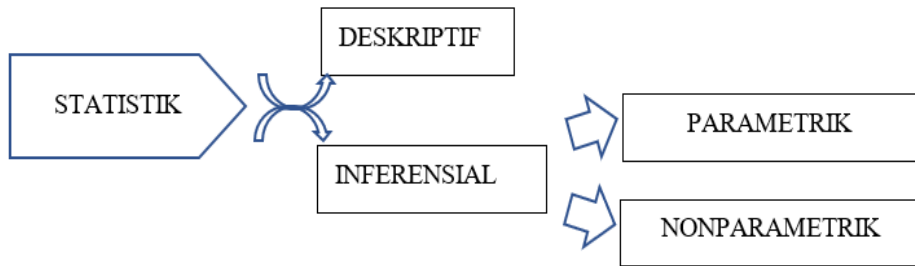 DESKRIPTIF
STATISTIK
INFERENSIAL
PARAMETRIK
NONPARAMETRIK